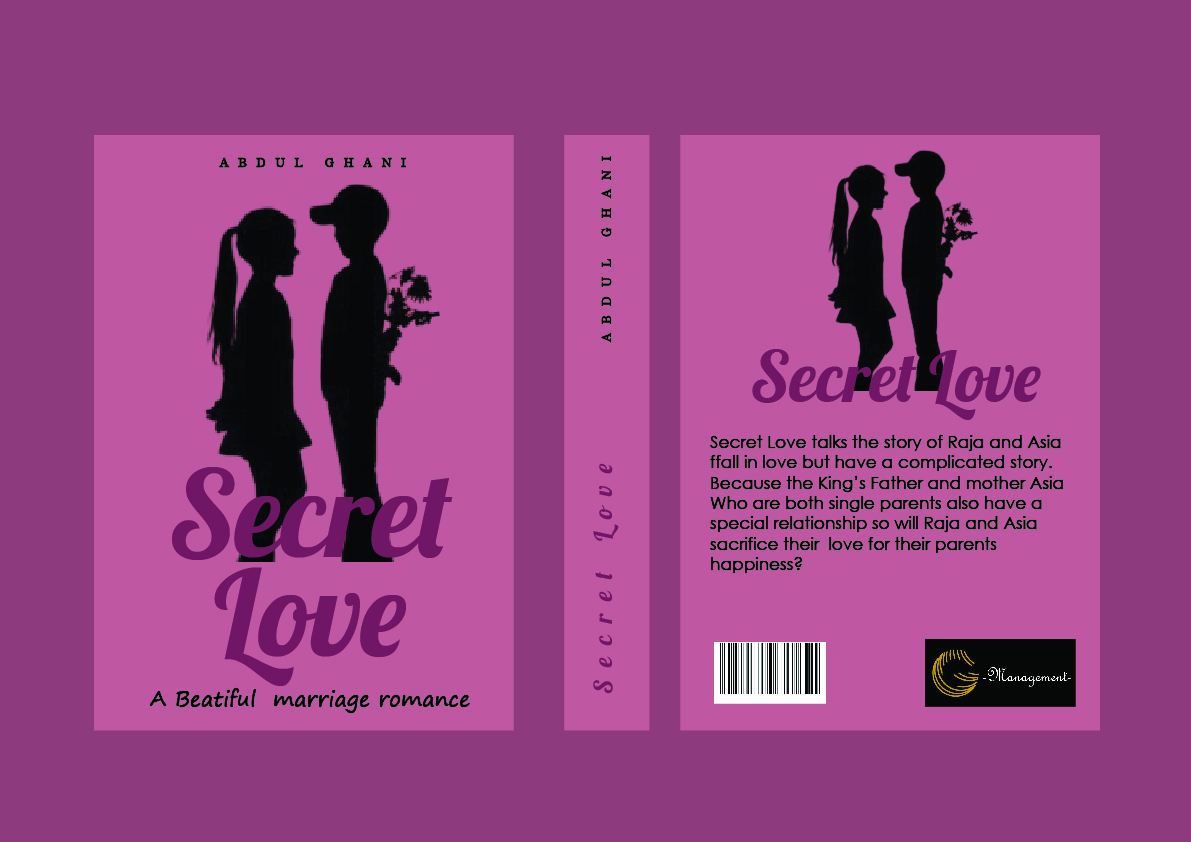 ABDUL GHANI
Secret
Love
A Beatiful marriage romance
ABDUL GHANI
Secret Love
Secret Love
Secret Love talks the story of Raja and Asia
ffall in love but have a complicated story.
Because the King's Father and mother Asia
Who are both single parents also have a
special relationship so will Raja and Asia
sacrifice their love for their parents
happiness?
-Management-